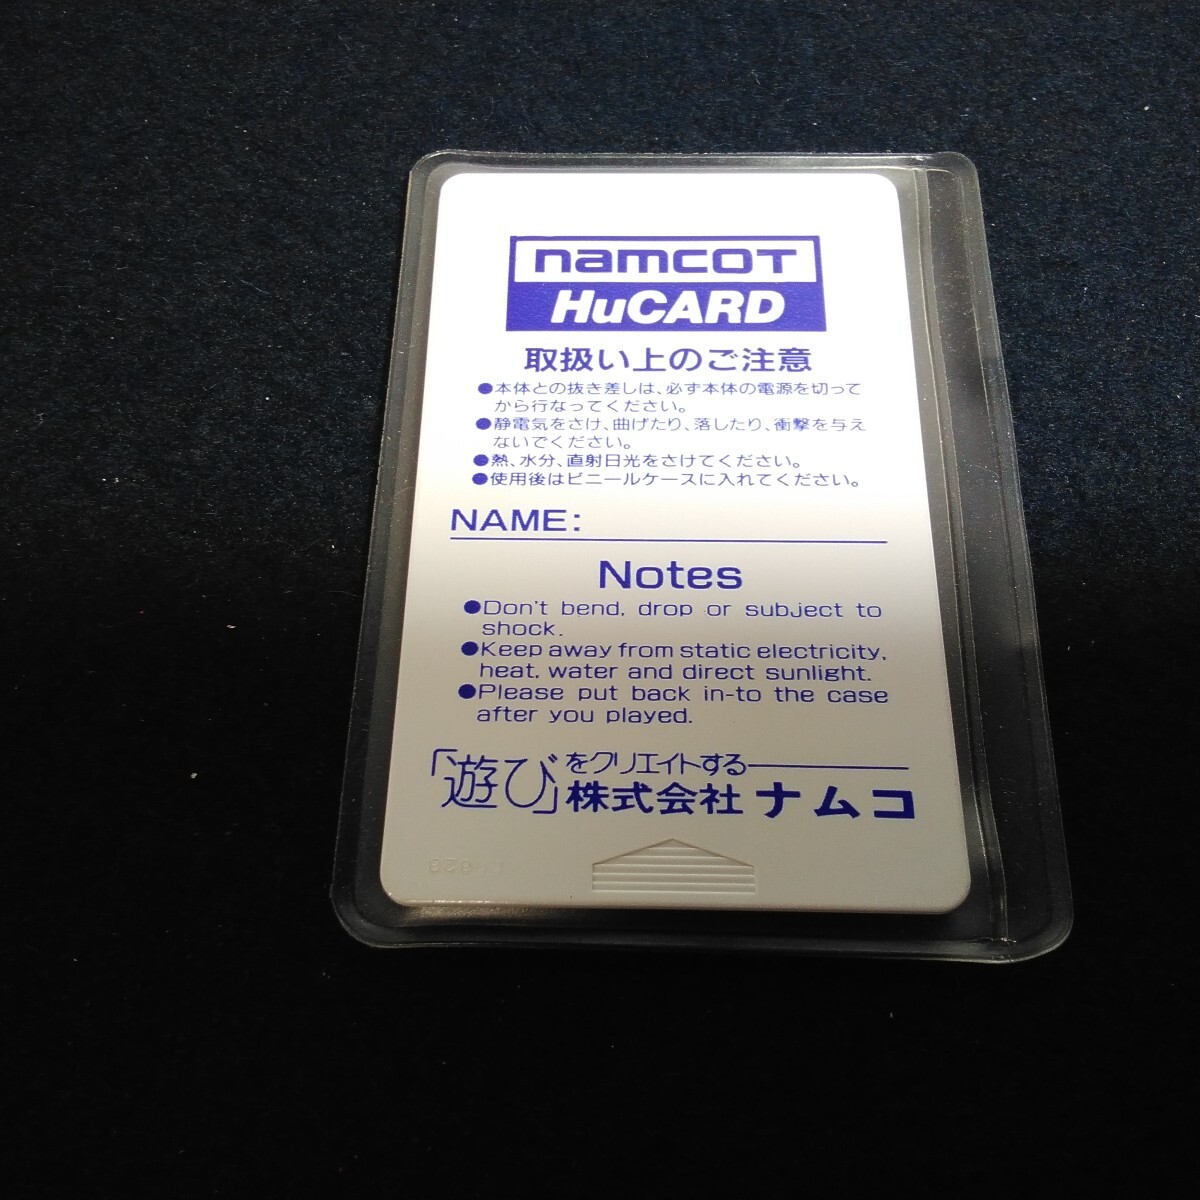 namcoT
HuCARD
取扱い上のご注意
●本体との抜き差しは、必ず本体の電源を切って
から行なってください。
●静電気をさけ、曲げたり、落したり、衝撃を与え
ないでください。
●熱、水分、直射日光をさけてください。
●使用後はビニールケースに入れてください。
NAME:
Notes
●Don't bend, drop or subject to
shock.
●Keep away from static electricity,
heat, water and direct sunlight.
●Please put back in-to the case
after you played.
「遊び」をクリエイトする
株式会社ナムコ